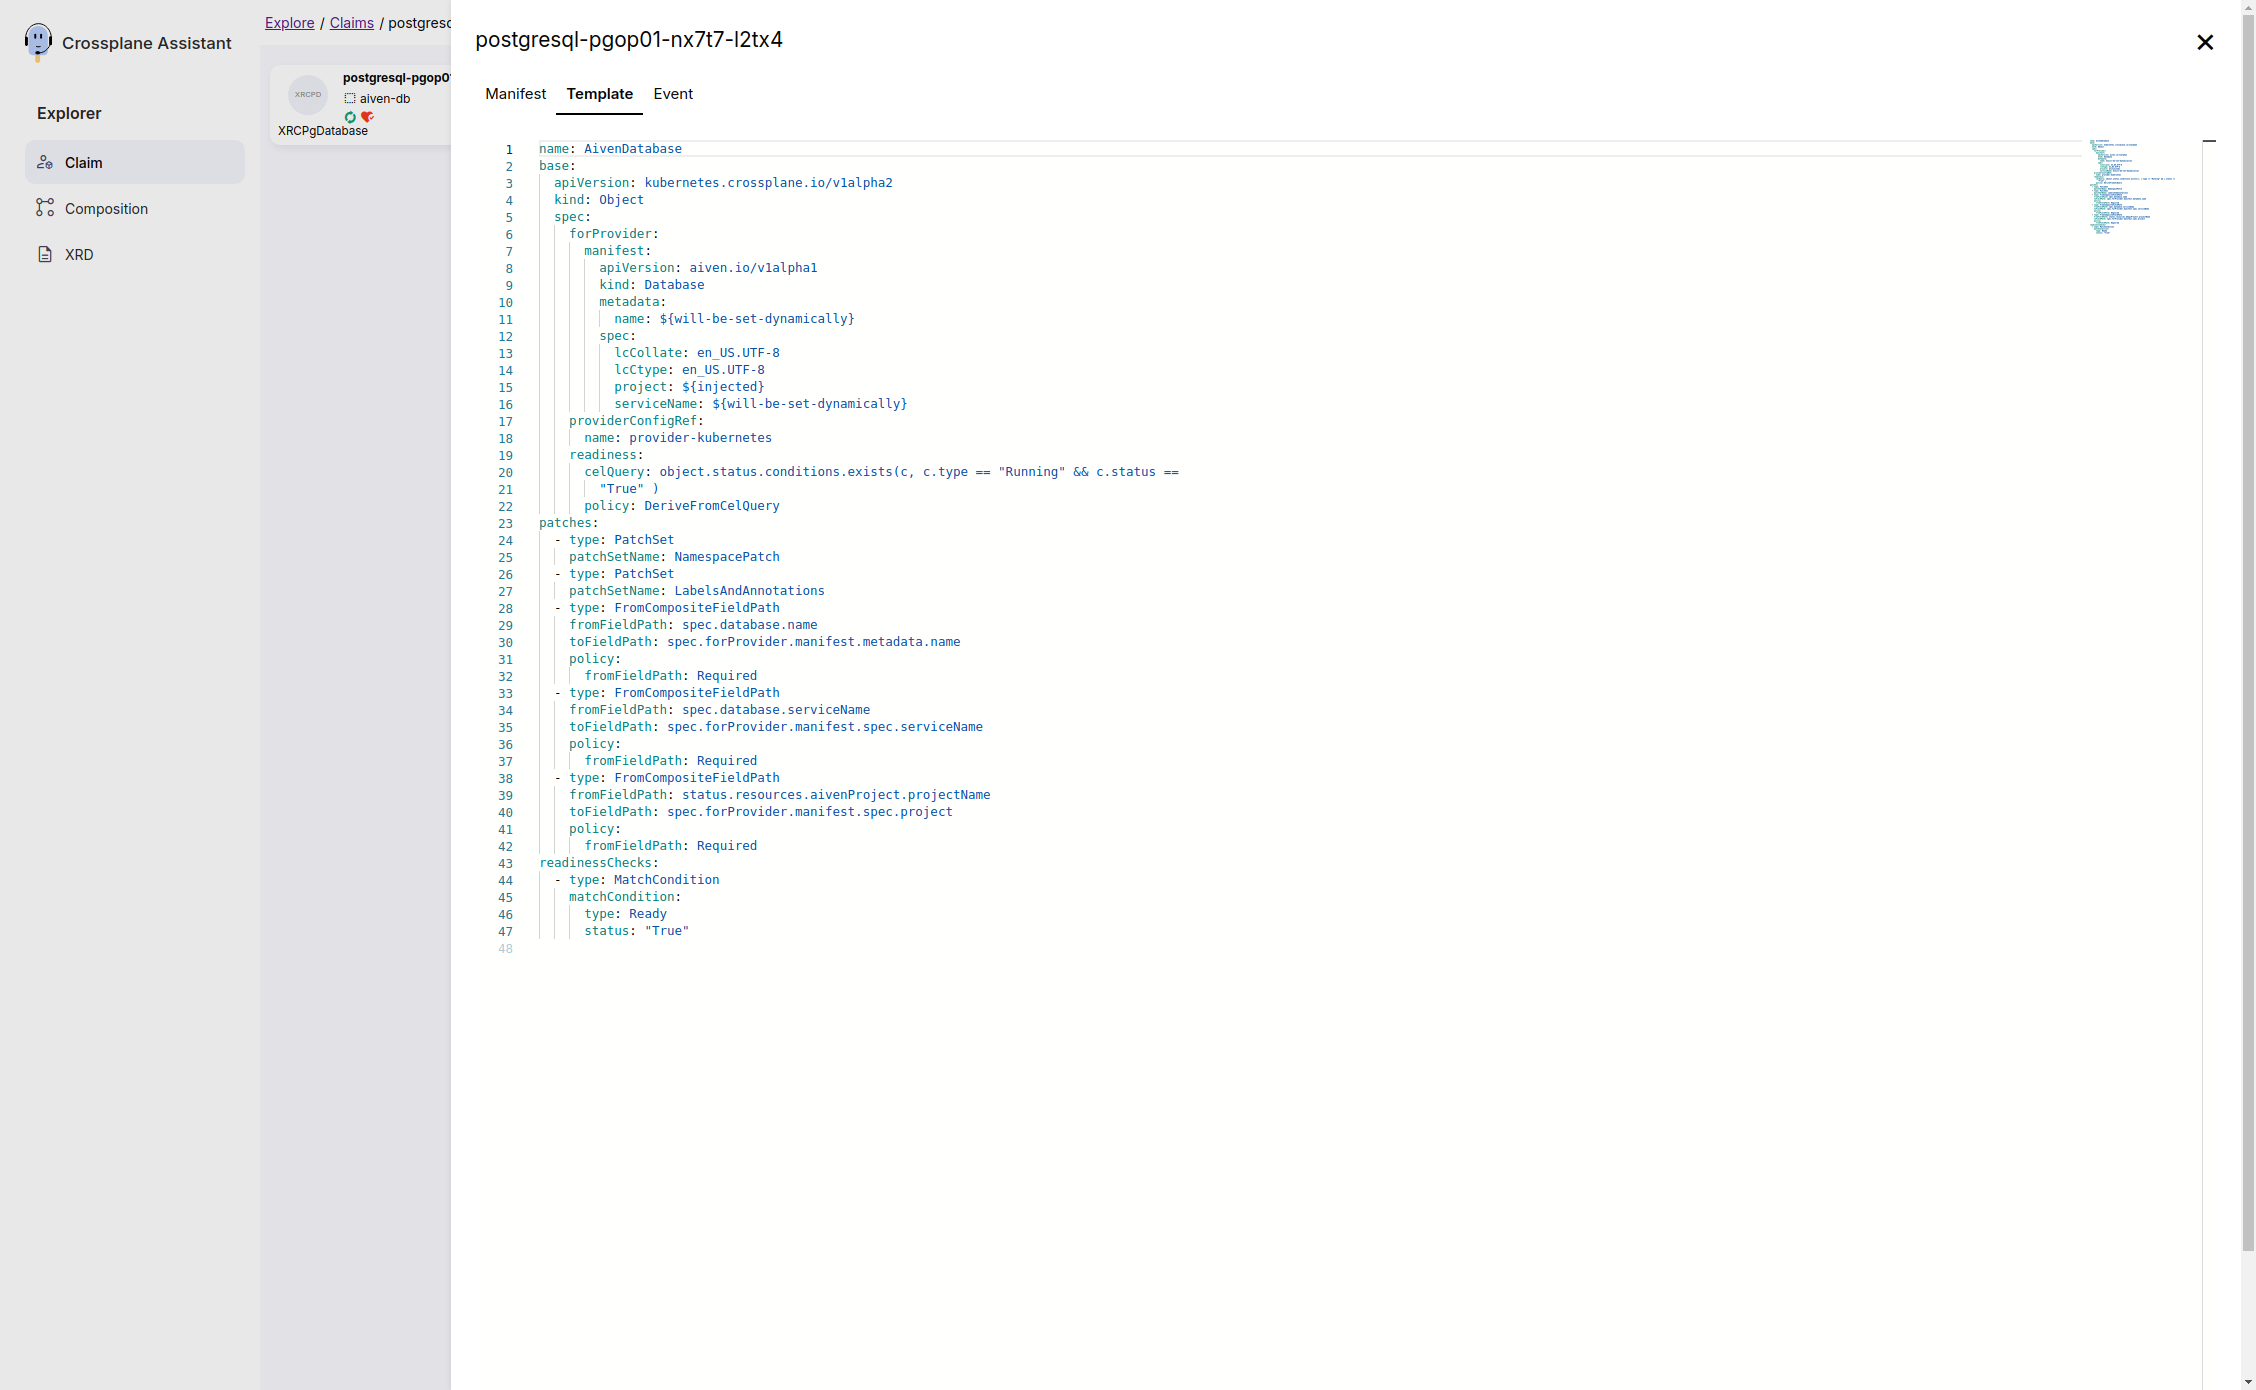 Crossplane Assistant
Explorer
Claim
Composition
XRD
Explore / Claims / postgres
XRCPD
postgresql-pgop01
aiven-db
XRCPgDatabase
postgresql-pgop01-nx7t7-l2tx4
Manifest Template Event
1 name: AivenDatabase
2 base:
3   apiVersion: kubernetes.crossplane.io/v1alpha2
4   kind: Object
5   spec:
6     forProvider:
7       manifest:
8         apiVersion: aiven.io/v1alpha1
9         kind: Database
10         metadata:
11           name: ${will-be-set-dynamically}
12         spec:
13           lcCollate: en_US.UTF-8
14           lcCtype: en_US.UTF-8
15           project: ${injected}
16           serviceName: ${will-be-set-dynamically}
17     providerConfigRef:
18       name: provider-kubernetes
19     readiness:
20       celQuery: object.status.conditions.exists(c, c.type == "Running" && c.status ==
21         "True" )
22       policy: DeriveFromCelQuery
23 patches:
24   - type: PatchSet
25     patchSetName: NamespacePatch
26   - type: PatchSet
27     patchSetName: LabelsAndAnnotations
28   - type: FromCompositeFieldPath
29     fromFieldPath: spec.database.name
30     toFieldPath: spec.forProvider.manifest.metadata.name
31     policy:
32       fromFieldPath: Required
33   - type: FromCompositeFieldPath
34     fromFieldPath: spec.database.serviceName
35     toFieldPath: spec.forProvider.manifest.spec.serviceName
36     policy:
37       fromFieldPath: Required
38   - type: FromCompositeFieldPath
39     fromFieldPath: status.resources.aivenProject.projectName
40     toFieldPath: spec.forProvider.manifest.spec.project
41     policy:
42       fromFieldPath: Required
43 readinessChecks:
44   - type: MatchCondition
45     matchCondition:
46       type: Ready
47       status: "True"
48